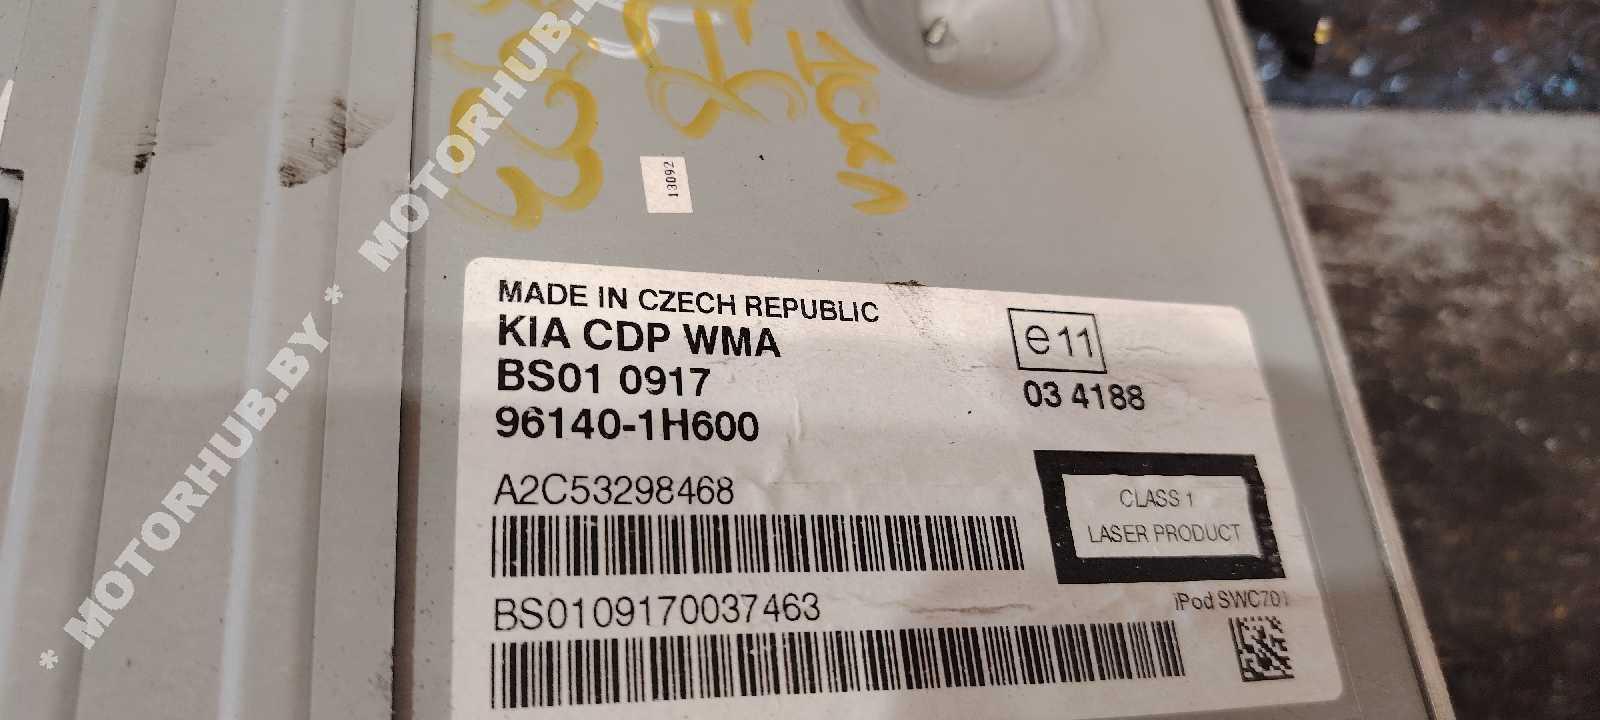 1СКЛ
13092
MADE IN CZECH REPUBLIC
KIA CDP WMA
BS01 0917
96140-1H600
e11
03 4188
A2C53298468
CLASS 1
LASER PRODUCT
BS0109170037463
iPod SWC701
* MOTORHUB.BY * MOTORHUB.